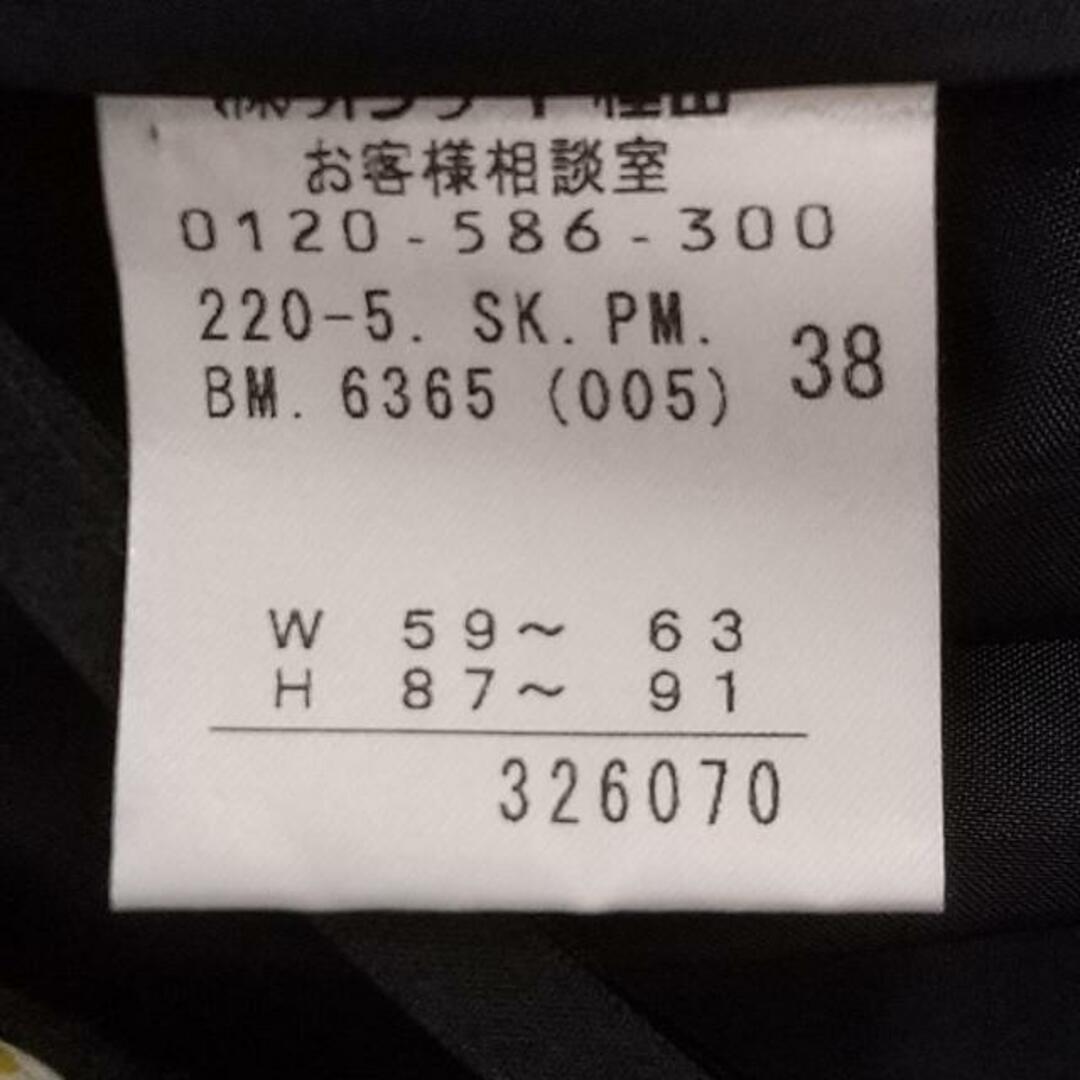 お客様相談室
0120-586-300
220-5. SK. PM.
BM. 6365 (005) 38
W 59～ 63
H 87～ 91
326070